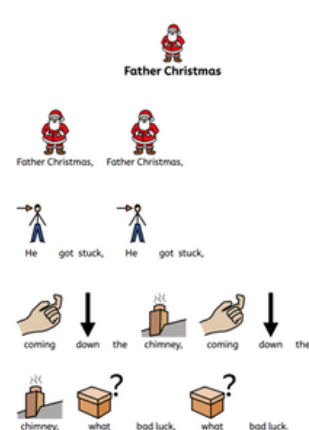 Father Christmas
Father Christmas, Father Christmas,
He got stuck, He got stuck,
coming down the chimney, coming down the
chimney, what bad luck, what bad luck.